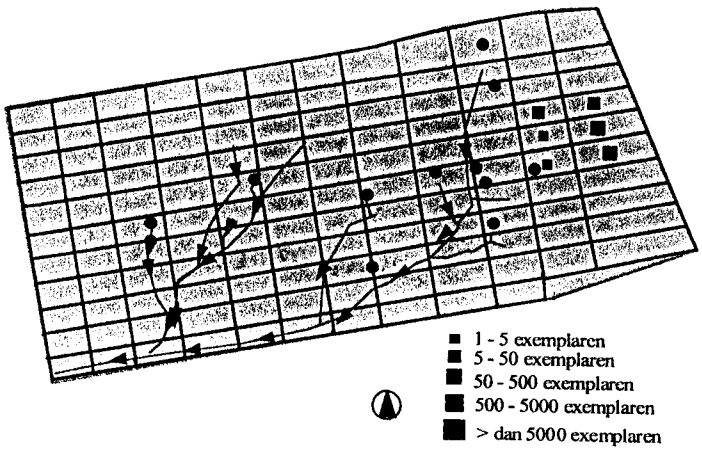 1 - 5 exemplaren
5 - 50 exemplaren
50 - 500 exemplaren
500 - 5000 exemplaren
> dan 5000 exemplaren